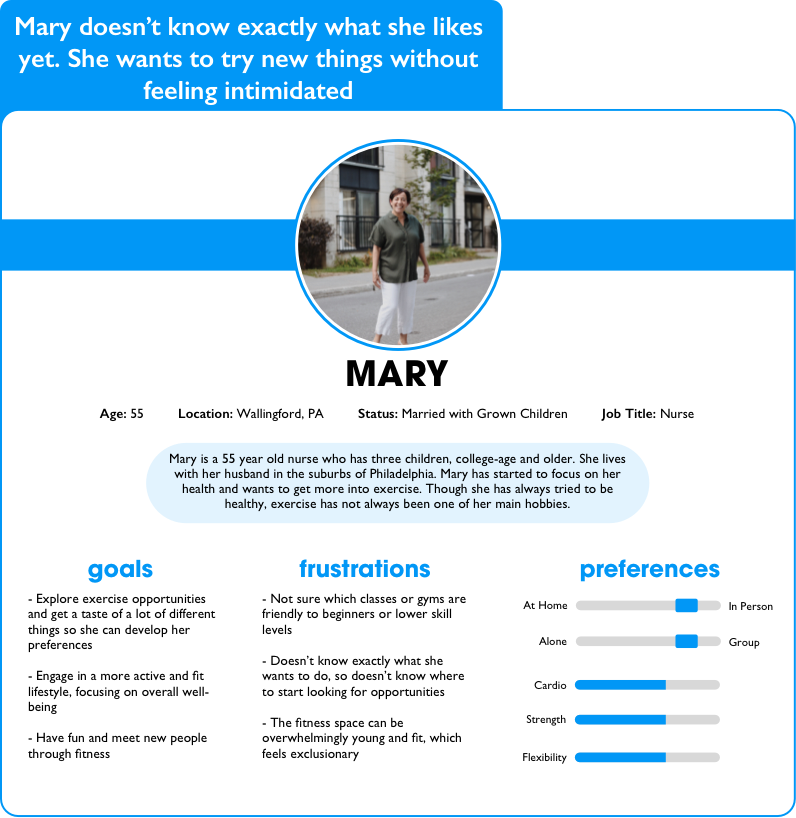 Mary doesn’t know exactly what she likes
yet. She wants to try new things without
feeling intimidated
MARY
Age: 55 Location: Wallingford, PA Status: Married with Grown Children Job Title: Nurse
Mary is a 55 year old nurse who has three children, college-age and older. She lives
with her husband in the suburbs of Philadelphia. Mary has started to focus on her
health and wants to get more into exercise. Though she has always tried to be
healthy, exercise has not always been one of her main hobbies.
goals
- Explore exercise opportunities
and get a taste of a lot of different
things so she can develop her
preferences
- Engage in a more active and fit
lifestyle, focusing on overall well-
being
- Have fun and meet new people
through fitness
frustrations
- Not sure which classes or gyms are
friendly to beginners or lower skill
levels
- Doesn’t know exactly what she
wants to do, so doesn’t know where
to start looking for opportunities
- The fitness space can be
overwhelmingly young and fit, which
feels exclusionary
preferences
At Home In Person
Alone Group
Cardio
Strength
Flexibility